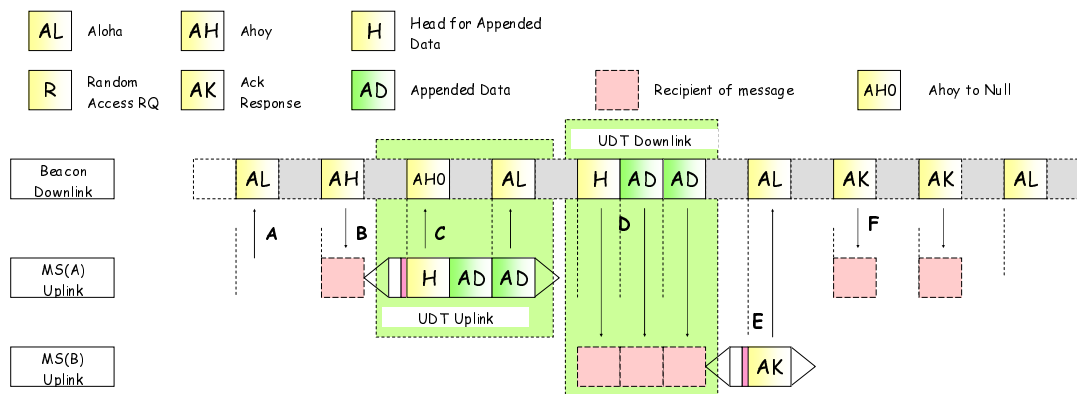 AL Aloha AH Ahoy H Head for Appended
Data
R Random
Access RQ AK Ack
Response AD Appended Data Recipient of message AH0 Ahoy to Null
UDT Downlink
Beacon
Downlink AL AH AH0 AL H AD AD AL AK AK AL
A B C D F
MS(A)
Uplink H AD AD
UDT Uplink
E
MS(B)
Uplink AK